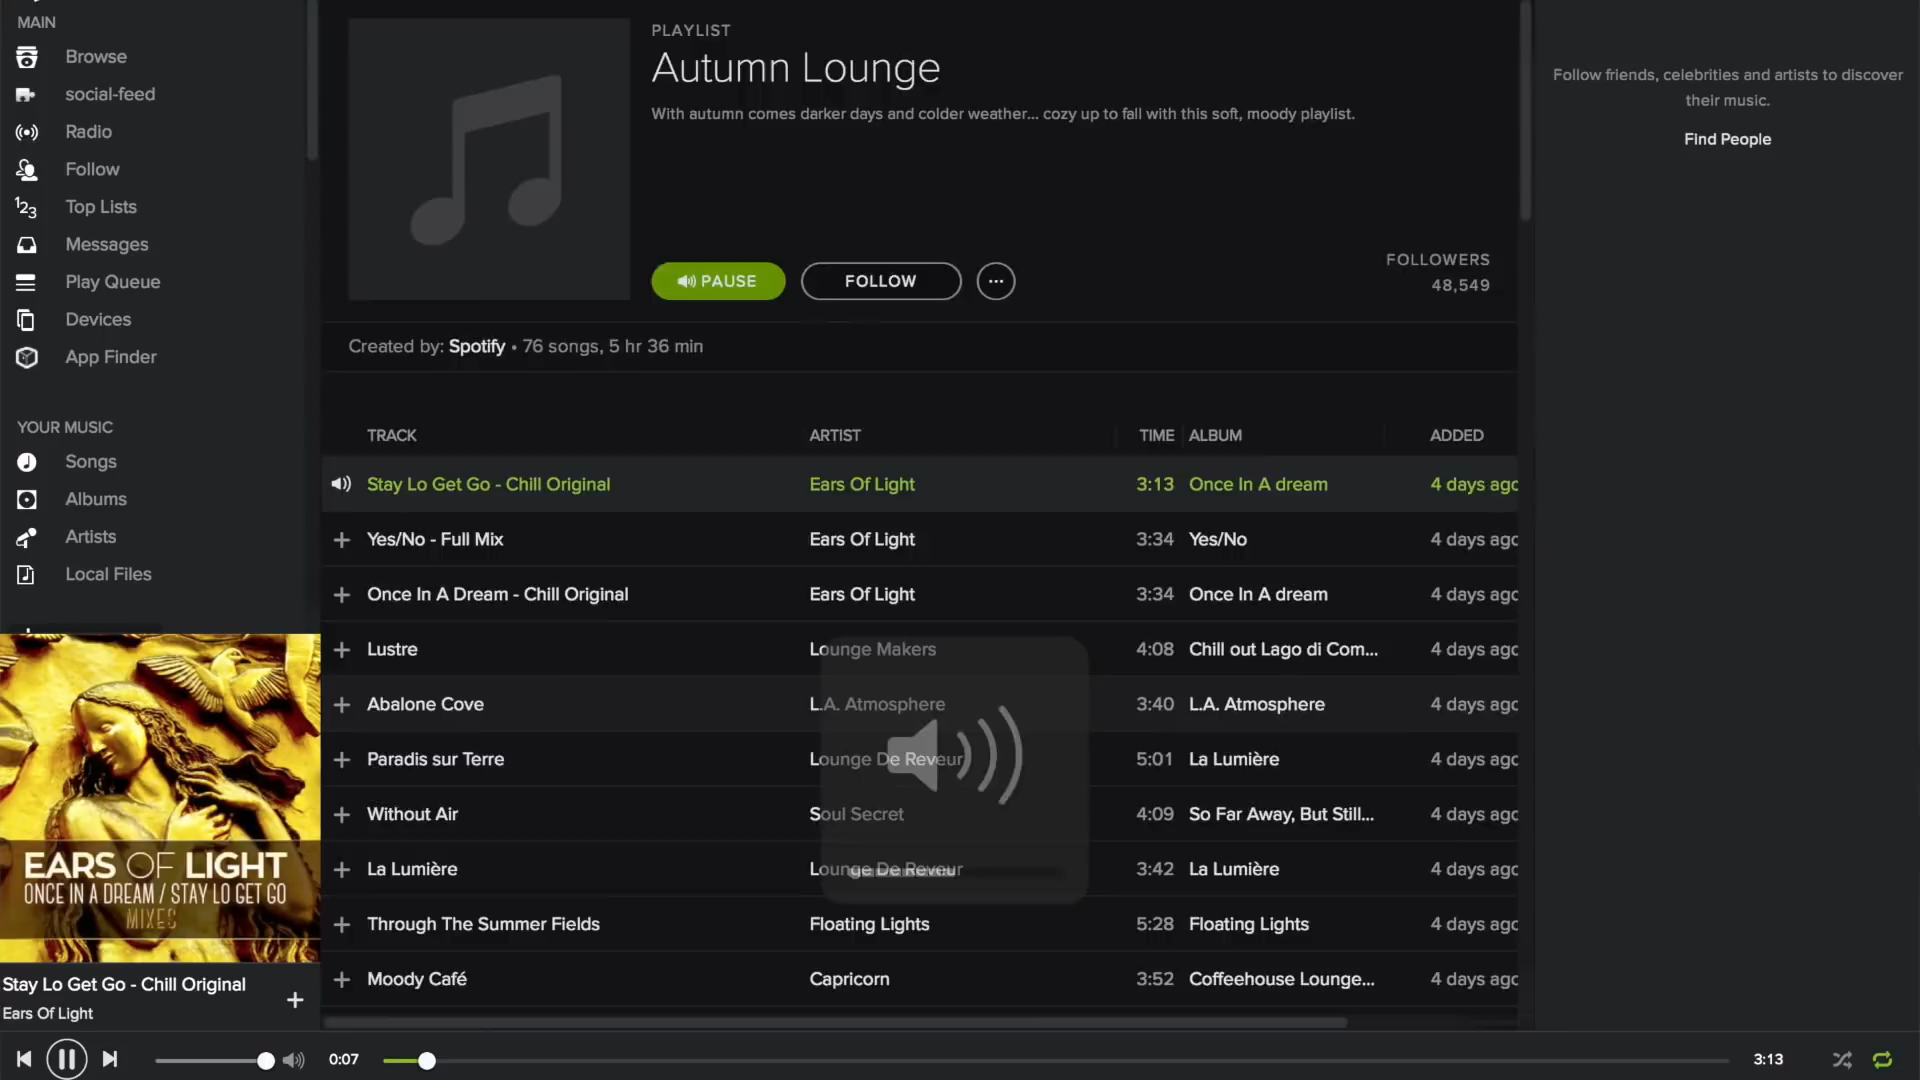 MAIN
Browse
social-feed
Radio
Follow
Top Lists
Messages
Play Queue
Devices
App Finder
YOUR MUSIC
Songs
Albums
Artists
Local Files
EARS OF LIGHT
ONCE IN A DREAM / STAY LO GET GO
MIXES
Stay Lo Get Go - Chill Original
Ears Of Light
PLAYLIST
Autumn Lounge
With autumn comes darker days and colder weather... cozy up to fall with this soft, moody playlist.
PAUSE FOLLOW
FOLLOWERS
48,549
Created by: Spotify • 76 songs, 5 hr 36 min
TRACK ARTIST TIME ALBUM ADDED
Stay Lo Get Go - Chill Original Ears Of Light 3:13 Once In A dream 4 days ago
Yes/No - Full Mix Ears Of Light 3:34 Yes/No 4 days ago
Once In A Dream - Chill Original Ears Of Light 3:34 Once In A dream 4 days ago
Lustre Lounge Makers 4:08 Chill out Lago di Com... 4 days ago
Abalone Cove L.A. Atmosphere 3:40 L.A. Atmosphere 4 days ago
Paradis sur Terre Lounge De Reveur 5:01 La Lumière 4 days ago
Without Air Soul Secret 4:09 So Far Away, But Still... 4 days ago
La Lumière Lounge De Reveur 3:42 La Lumière 4 days ago
Through The Summer Fields Floating Lights 5:28 Floating Lights 4 days ago
Moody Café Capricorn 3:52 Coffeehouse Lounge... 4 days ago
Follow friends, celebrities and artists to discover
their music.
Find People
0:07 3:13